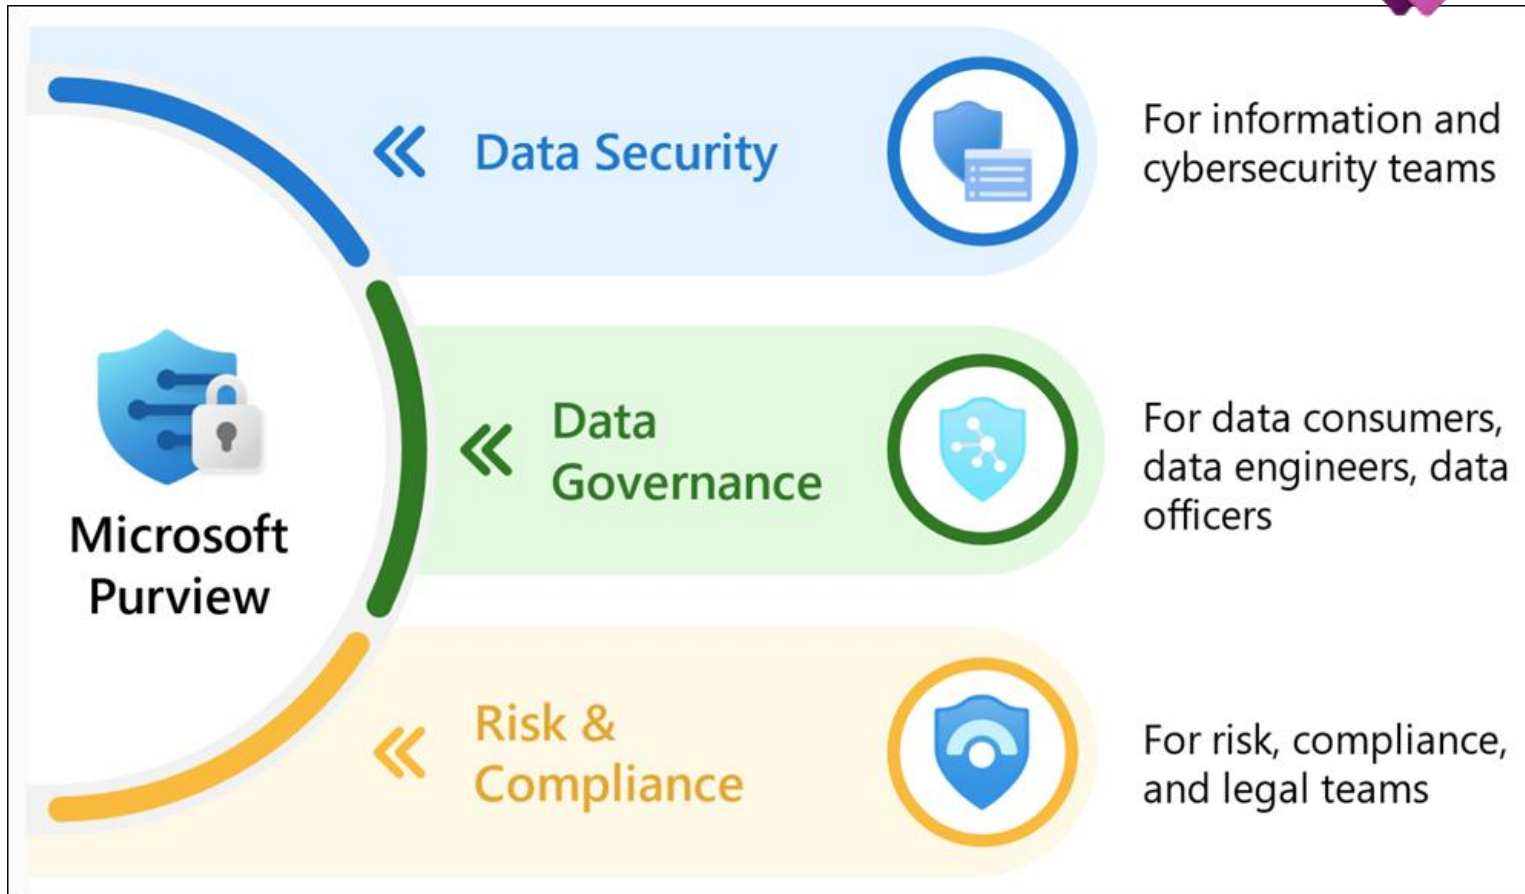 Data Security
For information and
cybersecurity teams
Microsoft
Purview
Data
Governance
For data consumers,
data engineers, data
officers
Risk &
Compliance
For risk, compliance,
and legal teams